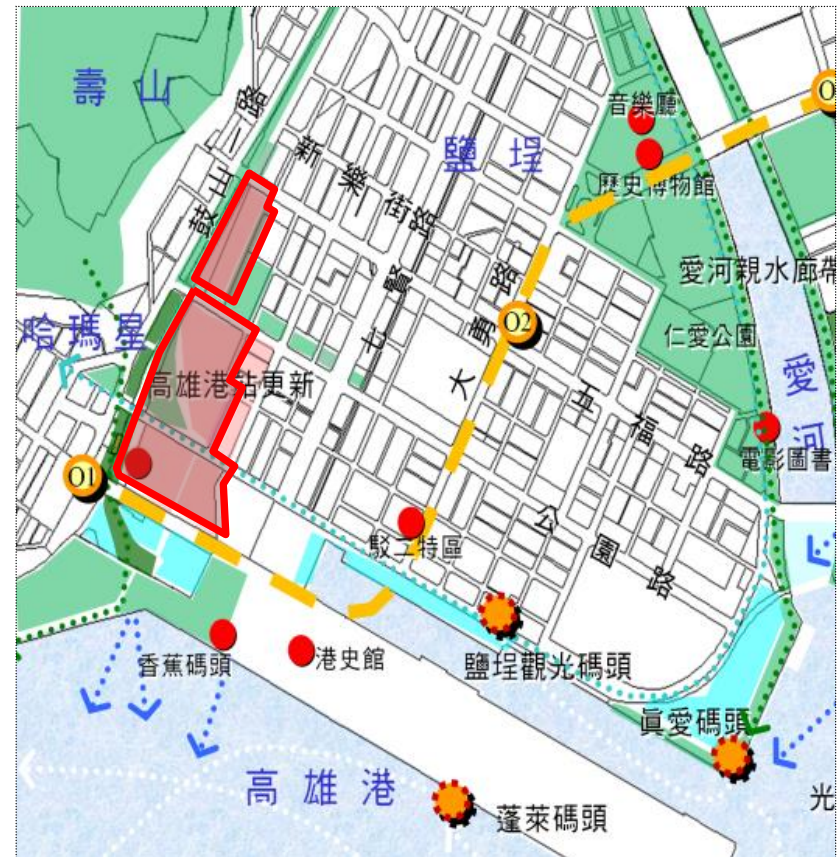 壽山
音樂廳
鹽埕
歷史博物館
鼓山二路
新樂街
路
七賢路
大勇路
愛河親水廊帶
仁愛公園
愛河
哈瑪星
高雄港站更新
O2
五福路
電影圖書
O1
駁二特區
公園路
香蕉碼頭
港史館
鹽埕觀光碼頭
真愛碼頭
高雄港
蓬萊碼頭
光